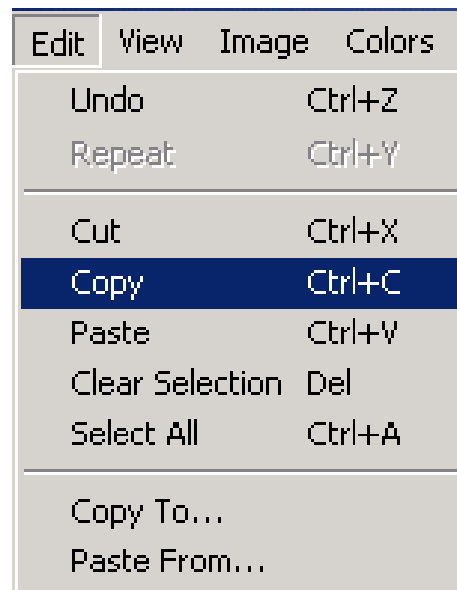 Edit View Image Colors
Undo Ctrl+Z
Repeat Ctrl+Y
Cut Ctrl+X
Copy Ctrl+C
Paste Ctrl+V
Clear Selection Del
Select All Ctrl+A
Copy To...
Paste From...